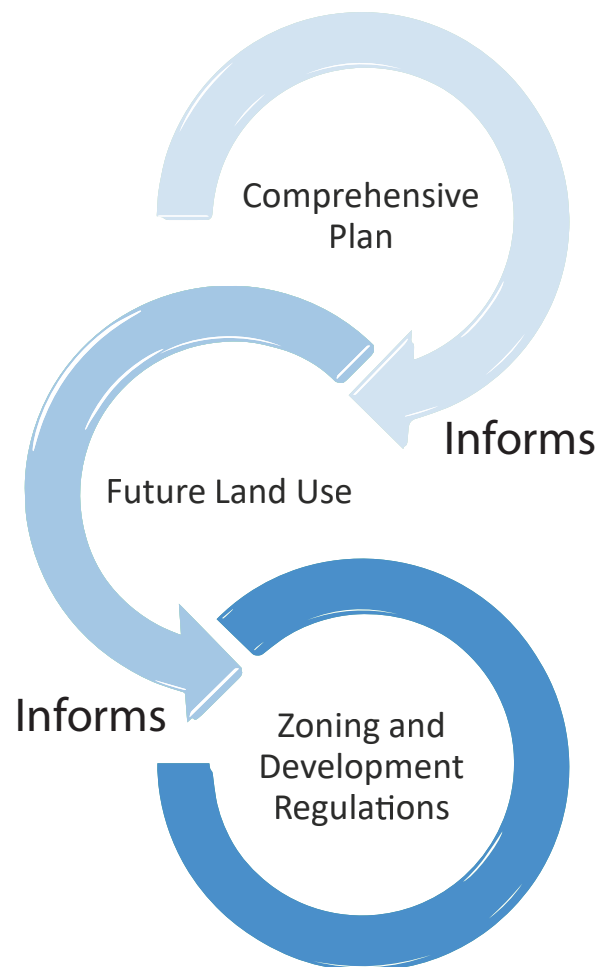 Comprehensive
Plan
Informs
Future Land Use
Informs
Zoning and
Development
Regulations